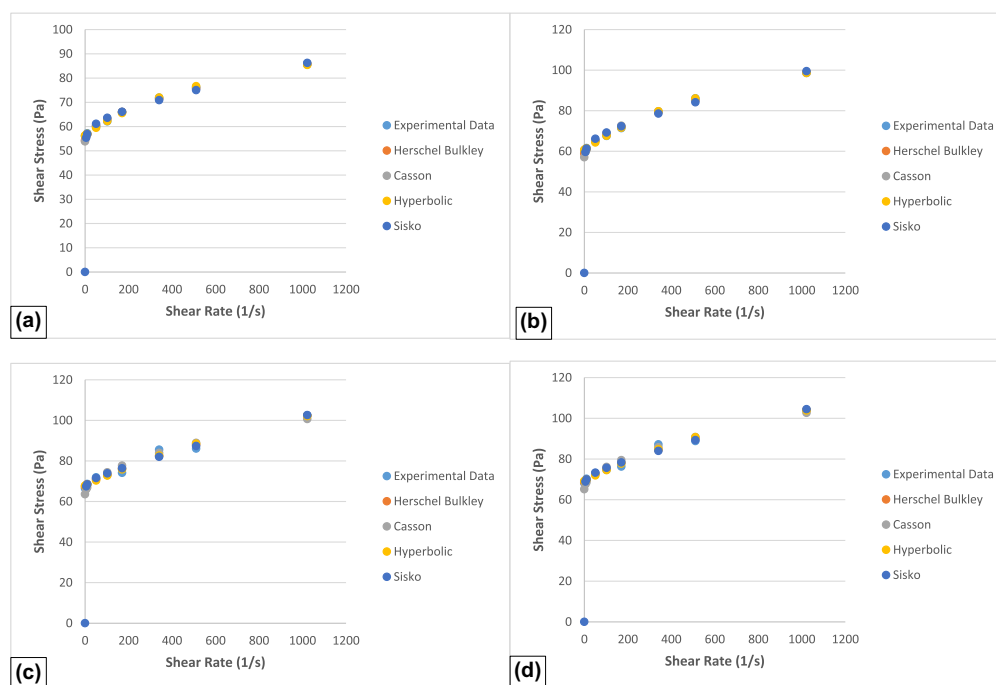 100
90
80
70
60
50
40
30
20
10
0
Shear Stress (Pa)
0 200 400 600 800 1000 1200
Shear Rate (1/s)
Experimental Data
Herschel Bulkley
Casson
Hyperbolic
Sisko
(a)
120
100
80
60
40
20
0
Shear Stress (Pa)
0 200 400 600 800 1000 1200
Shear Rate (1/s)
Experimental Data
Herschel Bulkley
Casson
Hyperbolic
Sisko
(b)
120
100
80
60
40
20
0
Shear Stress (Pa)
0 200 400 600 800 1000 1200
Shear Rate (1/s)
Experimental Data
Herschel Bulkley
Casson
Hyperbolic
Sisko
(c)
120
100
80
60
40
20
0
Shear Stress (Pa)
0 200 400 600 800 1000 1200
Shear Rate (1/s)
Experimental Data
Herschel Bulkley
Casson
Hyperbolic
Sisko
(d)